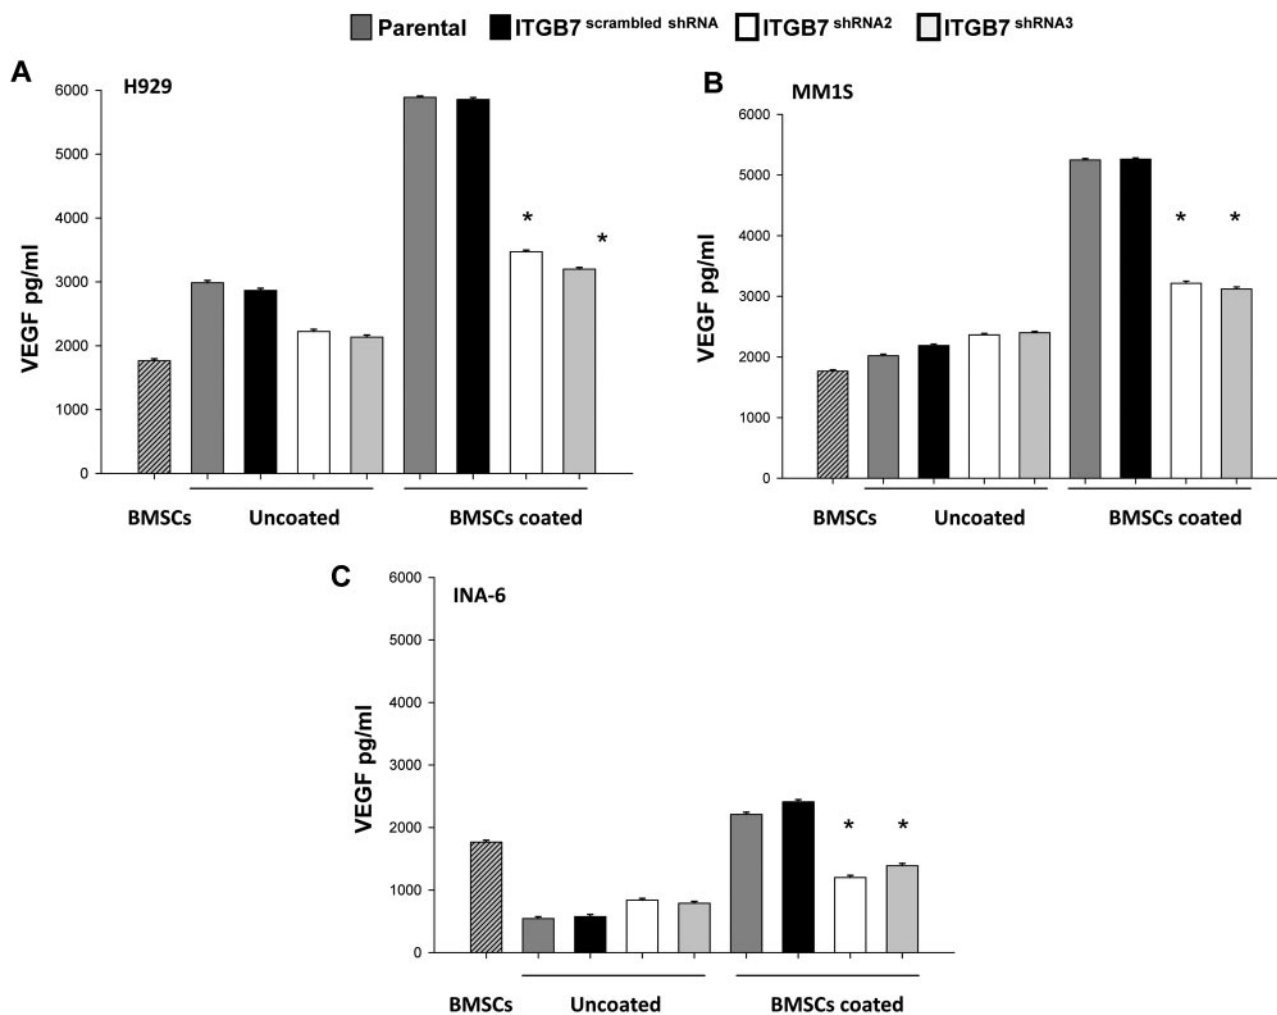 Parental ITGB7 scrambled shRNA ITGB7 shRNA2 ITGB7 shRNA3
A
H929
6000
5000
4000
3000
2000
1000
0
VEGF pg/ml
*
*
BMSCs Uncoated BMSCs coated
B
MM1S
6000
5000
4000
3000
2000
1000
0
VEGF pg/ml
* *
BMSCs Uncoated BMSCs coated
C
INA-6
6000
5000
4000
3000
2000
1000
0
VEGF pg/ml
* *
BMSCs Uncoated BMSCs coated